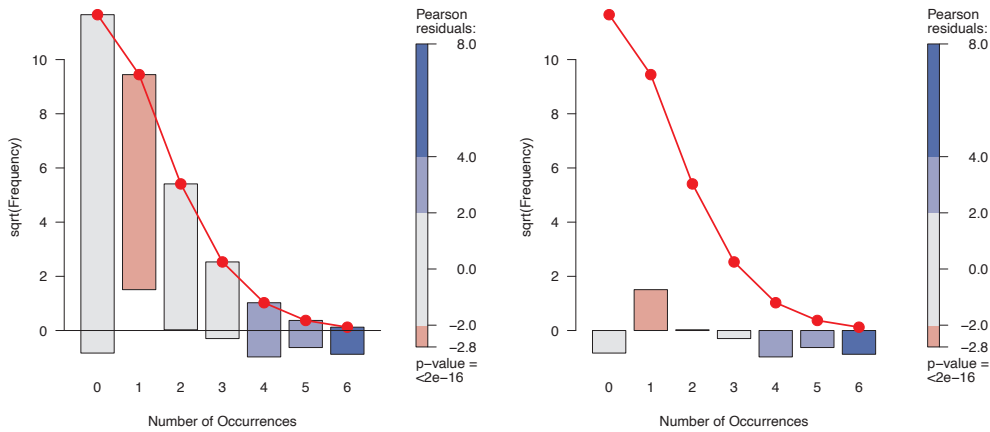 Pearson
residuals:
8.0
4.0
2.0
0.0
−2.0
−2.8
p−value =
<2e−16
sqrt(Frequency)
10
8
6
4
2
0
0 1 2 3 4 5 6
Number of Occurrences
Pearson
residuals:
8.0
4.0
2.0
0.0
−2.0
−2.8
p−value =
<2e−16
sqrt(Frequency)
10
8
6
4
2
0
0 1 2 3 4 5 6
Number of Occurrences